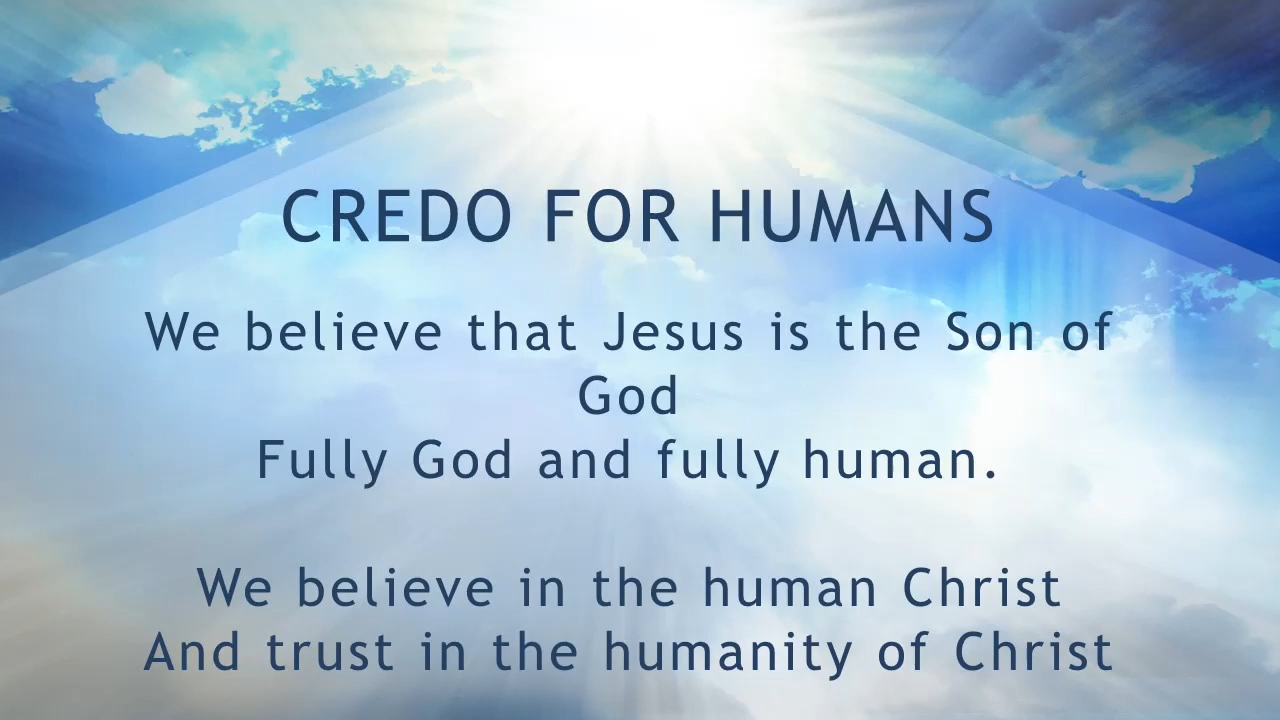 CREDO FOR HUMANS
We believe that Jesus is the Son of
God
Fully God and fully human.
We believe in the human Christ
And trust in the humanity of Christ